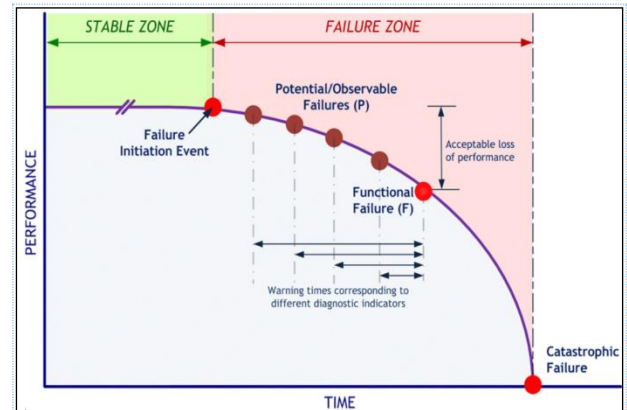 STABLE ZONE
FAILURE ZONE
Potential/Observable
Failures (P)
Failure
Initiation Event
Acceptable loss
of performance
Functional
Failure (F)
Warning times corresponding to
different diagnostic indicators
Catastrophic
Failure
PERFORMANCE
TIME